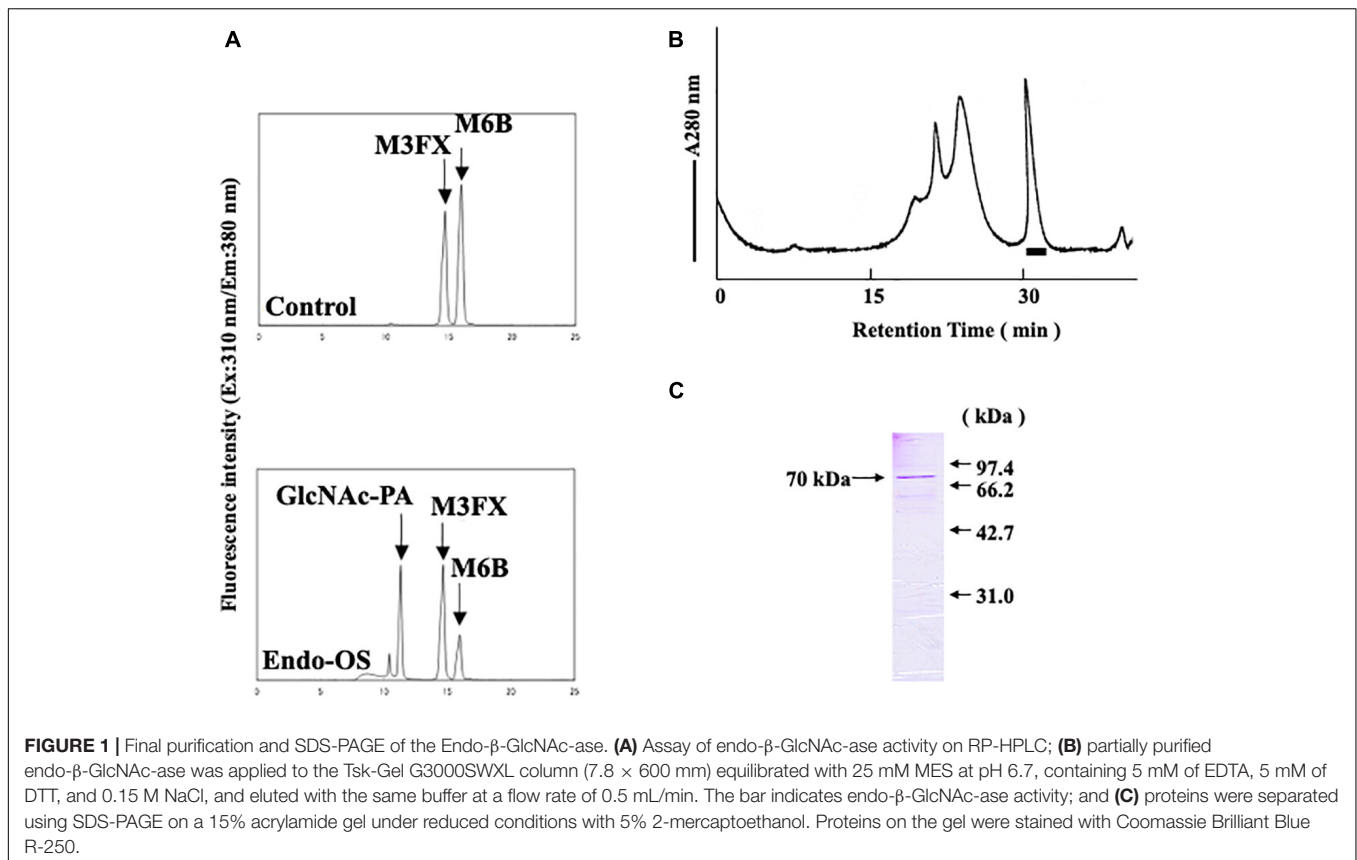 A
Fluorescence intensity (Ex:310 nm/Em:380 nm)
M6B
M3FX
Control
0 5 10 15 20 25
GlcNAc-PA
M3FX
M6B
Endo-OS
0 5 10 15 20 25
B
A280 nm
0 15 30
Retention Time ( min )
C
( kDa )
70 kDa
97.4
66.2
42.7
31.0
FIGURE 1 | Final purification and SDS-PAGE of the Endo-β-GlcNAc-ase. (A) Assay of endo-β-GlcNAc-ase activity on RP-HPLC; (B) partially purified
endo-β-GlcNAc-ase was applied to the Tsk-Gel G3000SWXL column (7.8 × 600 mm) equilibrated with 25 mM MES at pH 6.7, containing 5 mM of EDTA, 5 mM of
DTT, and 0.15 M NaCl, and eluted with the same buffer at a flow rate of 0.5 mL/min. The bar indicates endo-β-GlcNAc-ase activity; and (C) proteins were separated
using SDS-PAGE on a 15% acrylamide gel under reduced conditions with 5% 2-mercaptoethanol. Proteins on the gel were stained with Coomassie Brilliant Blue
R-250.